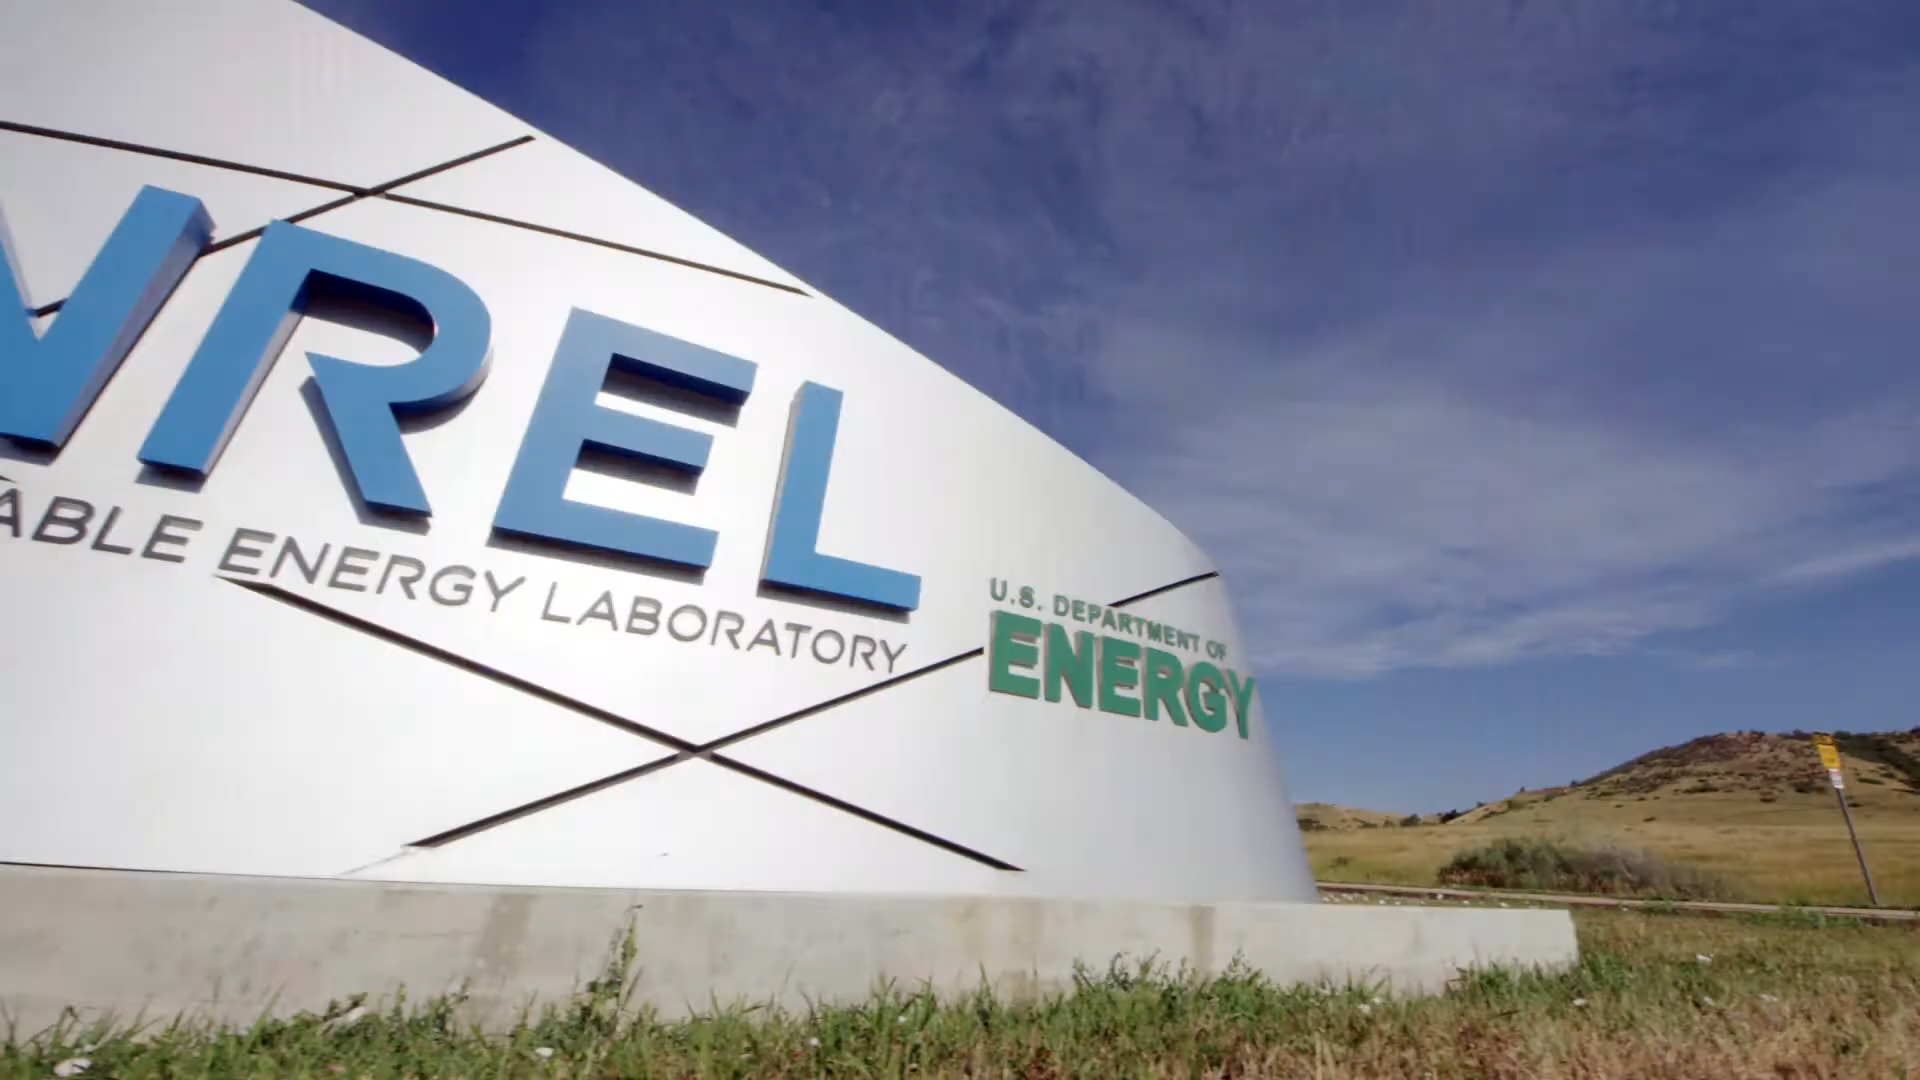 NREL
ABLE ENERGY LABORATORY
U.S. DEPARTMENT OF
ENERGY